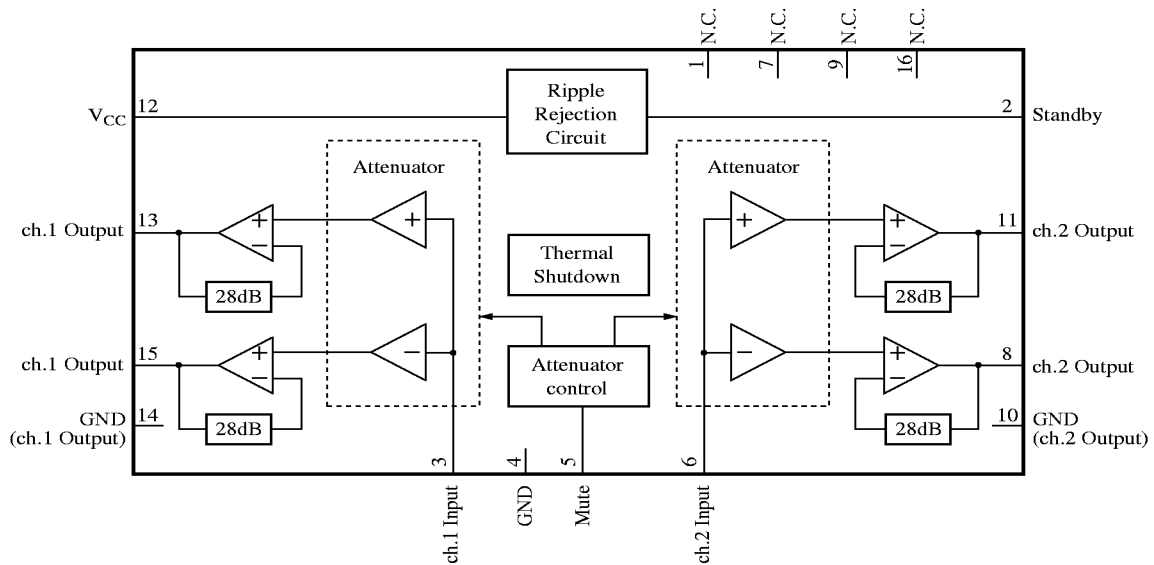 N.C.
N.C.
N.C.
N.C.
1
7
9
16
VCC
12
Ripple
Rejection
Circuit
2
Standby
Attenuator
Attenuator
ch.1 Output
13
+
−
+
+
+
−
11
ch.2 Output
28dB
Thermal
Shutdown
28dB
ch.1 Output
15
+
−
−
Attenuator
control
−
+
−
8
ch.2 Output
GND
(ch.1 Output)
14
28dB
28dB
10
GND
(ch.2 Output)
3
4
5
6
ch.1 Input
GND
Mute
ch.2 Input